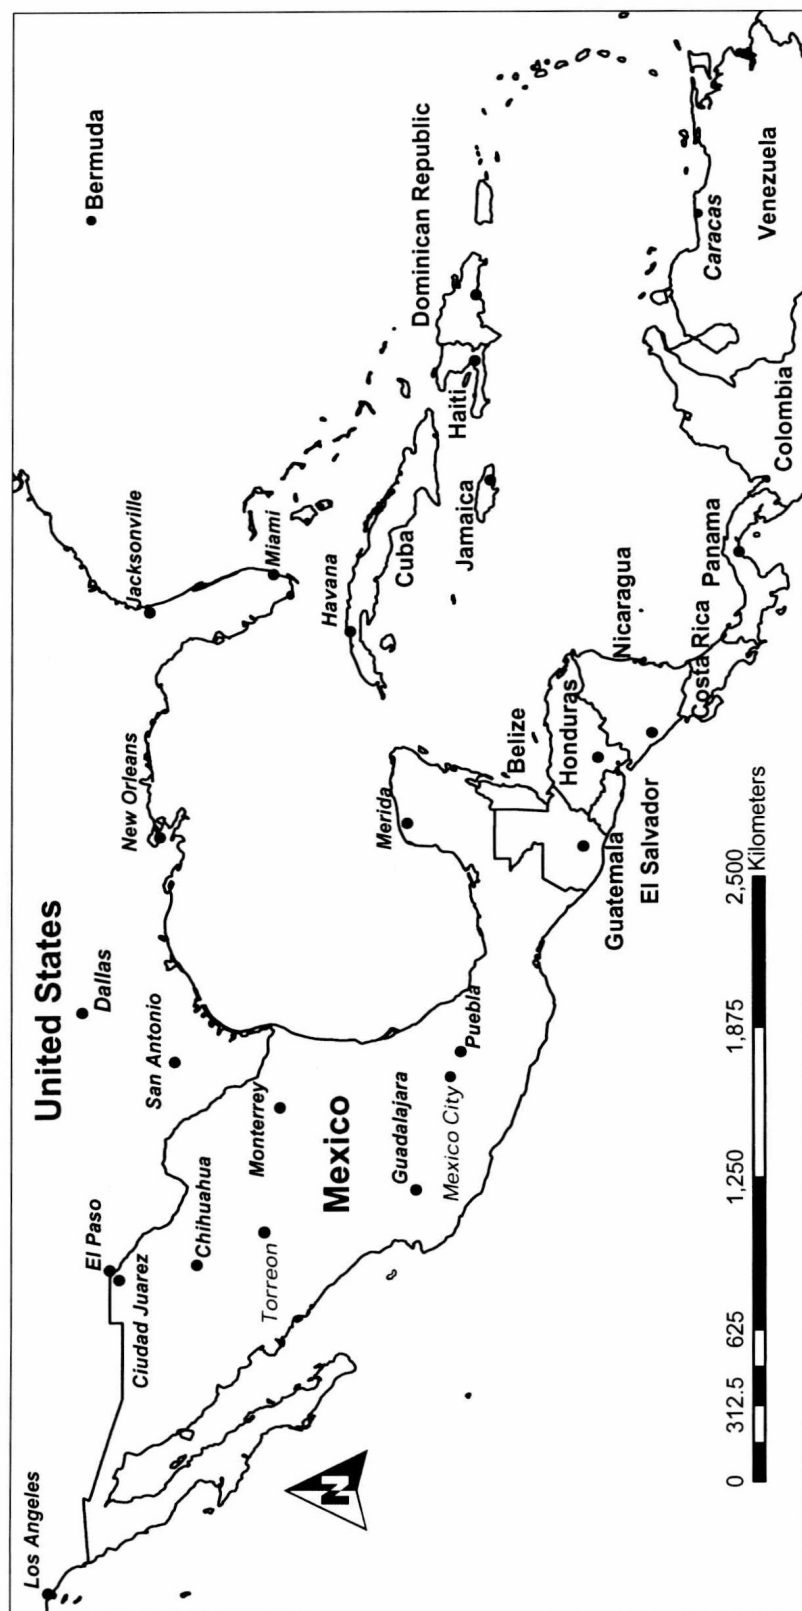 Los Angeles
United States
Dallas
El Paso
Ciudad Juarez
San Antonio
New Orleans
Jacksonville
Bermuda
Chihuahua
Monterrey
Torreon
Miami
Mexico
Havana
Guadalajara
Merida
Cuba
Dominican Republic
Mexico City
Puebla
Haiti
Jamaica
Belize
Honduras
Guatemala
El Salvador
Nicaragua
Costa Rica
Panama
Caracas
Colombia
Venezuela
N
0 312.5 625 1,250 1,875 2,500
Kilometers